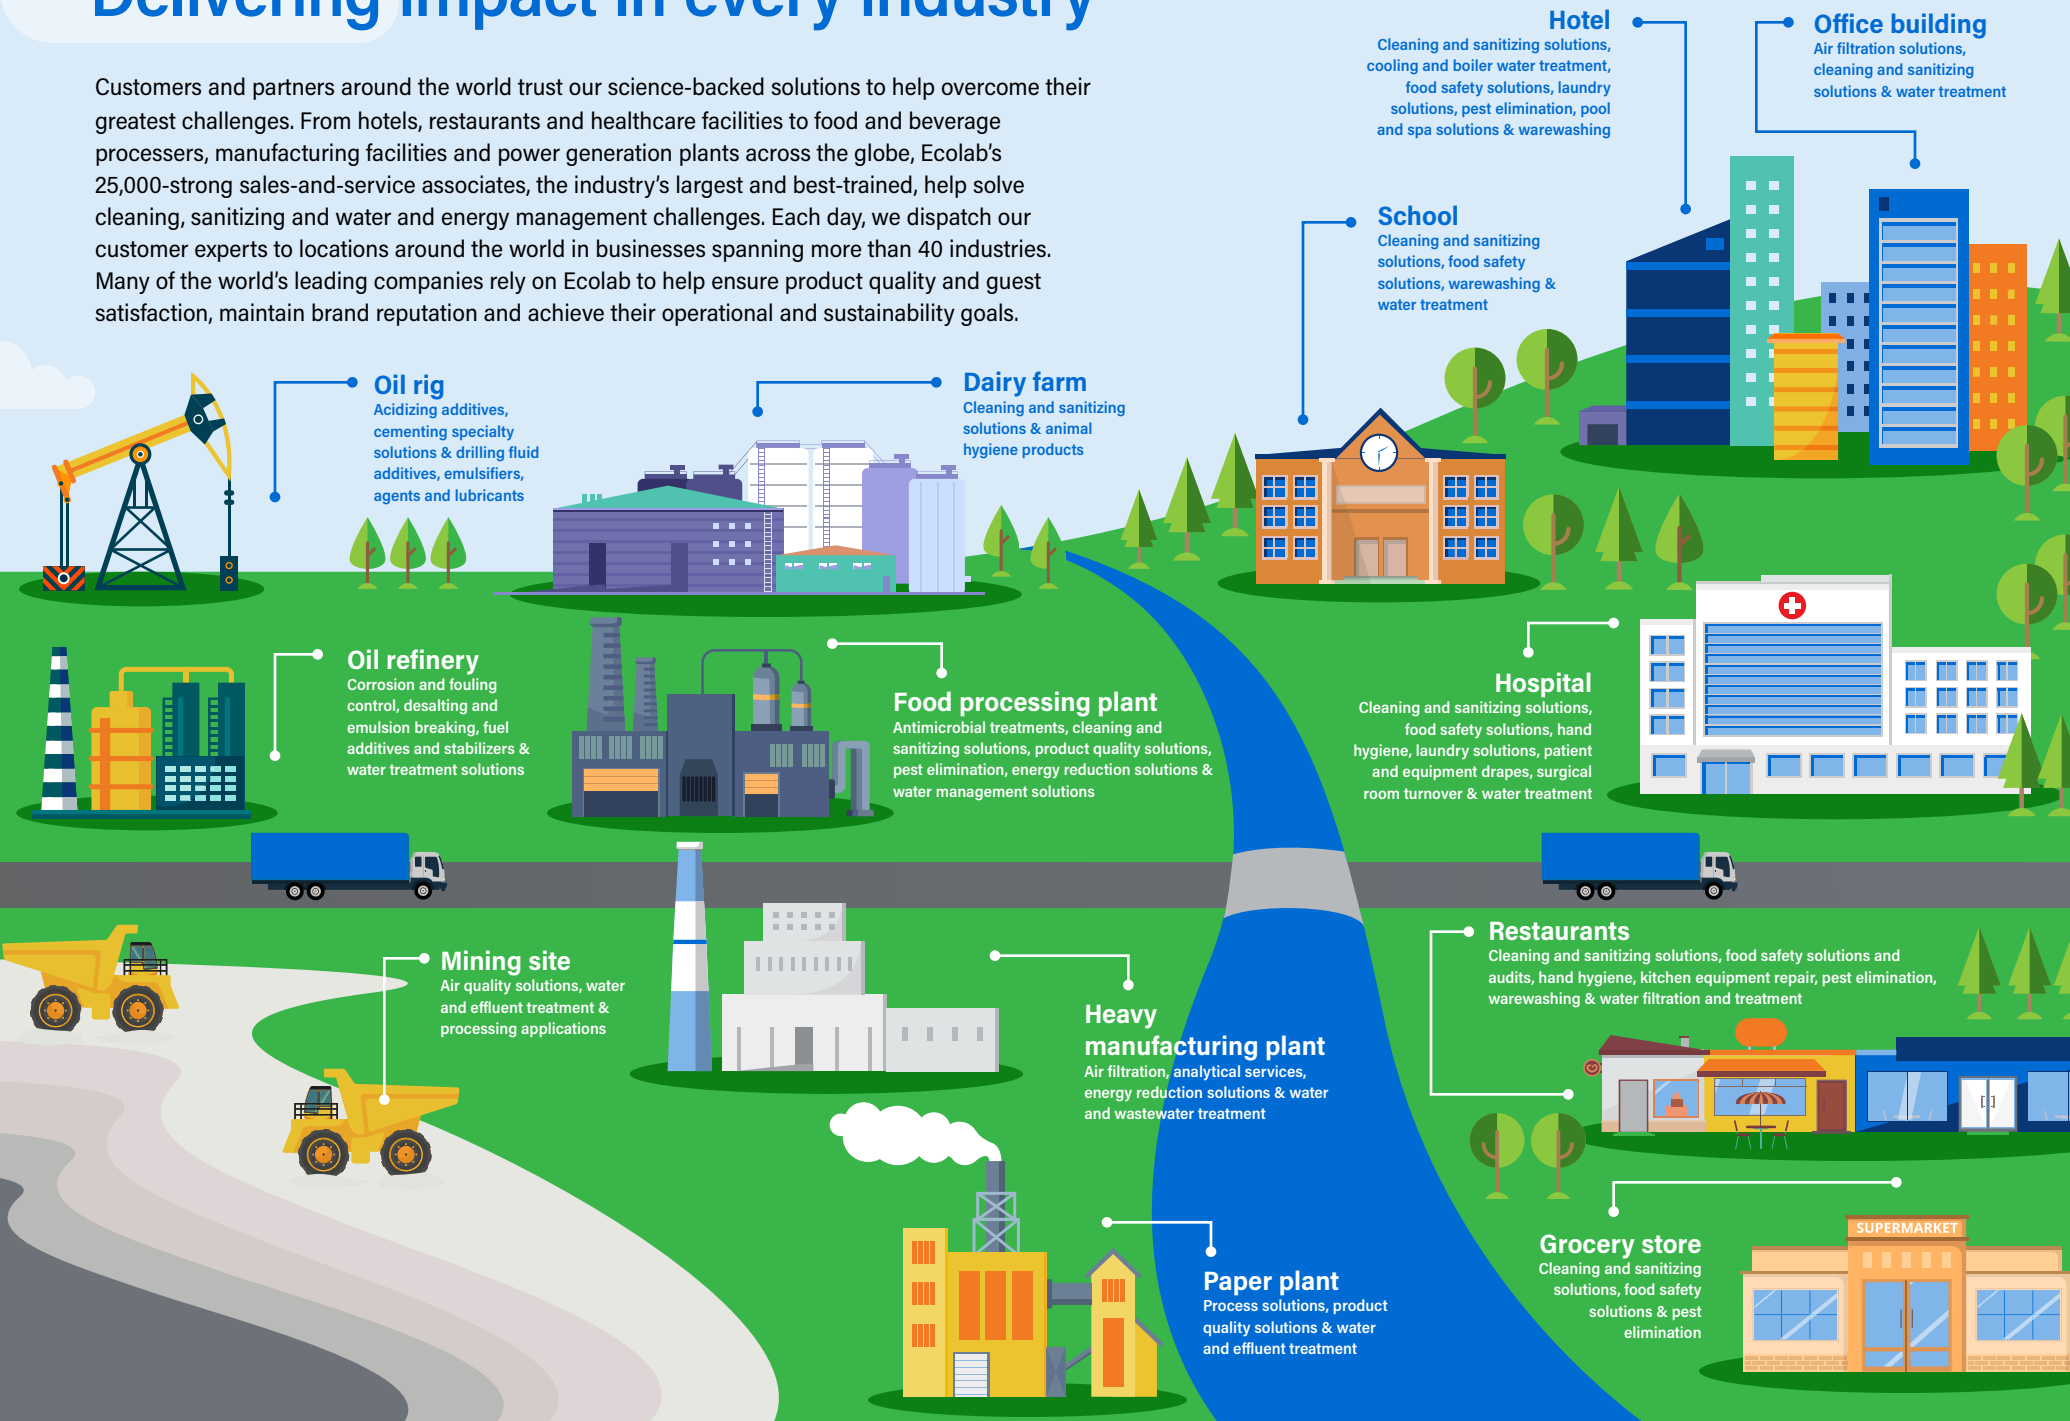 Delivering impact in every industry
Customers and partners around the world trust our science-backed solutions to help overcome their
greatest challenges. From hotels, restaurants and healthcare facilities to food and beverage
processers, manufacturing facilities and power generation plants across the globe, Ecolab’s
25,000-strong sales-and-service associates, the industry’s largest and best-trained, help solve
cleaning, sanitizing and water and energy management challenges. Each day, we dispatch our
customer experts to locations around the world in businesses spanning more than 40 industries.
Many of the world’s leading companies rely on Ecolab to help ensure product quality and guest
satisfaction, maintain brand reputation and achieve their operational and sustainability goals.
Hotel
Cleaning and sanitizing solutions,
cooling and boiler water treatment,
food safety solutions, laundry
solutions, pest elimination, pool
and spa solutions & warewashing
Office building
Air filtration solutions,
cleaning and sanitizing
solutions & water treatment
School
Cleaning and sanitizing
solutions, food safety
solutions, warewashing &
water treatment
Oil rig
Acidizing additives,
cementing specialty
solutions & drilling fluid
additives, emulsifiers,
agents and lubricants
Dairy farm
Cleaning and sanitizing
solutions & animal
hygiene products
Oil refinery
Corrosion and fouling
control, desalting and
emulsion breaking, fuel
additives and stabilizers &
water treatment solutions
Food processing plant
Antimicrobial treatments, cleaning and
sanitizing solutions, product quality solutions,
pest elimination, energy reduction solutions &
water management solutions
Hospital
Cleaning and sanitizing solutions,
food safety solutions, hand
hygiene, laundry solutions, patient
and equipment drapes, surgical
room turnover & water treatment
Mining site
Air quality solutions, water
and effluent treatment &
processing applications
Heavy
manufacturing plant
Air filtration, analytical services,
energy reduction solutions & water
and wastewater treatment
Restaurants
Cleaning and sanitizing solutions, food safety solutions and
audits, hand hygiene, kitchen equipment repair, pest elimination,
warewashing & water filtration and treatment
Paper plant
Process solutions, product
quality solutions & water
and effluent treatment
Grocery store
Cleaning and sanitizing
solutions, food safety
solutions & pest
elimination
SUPERMARKET